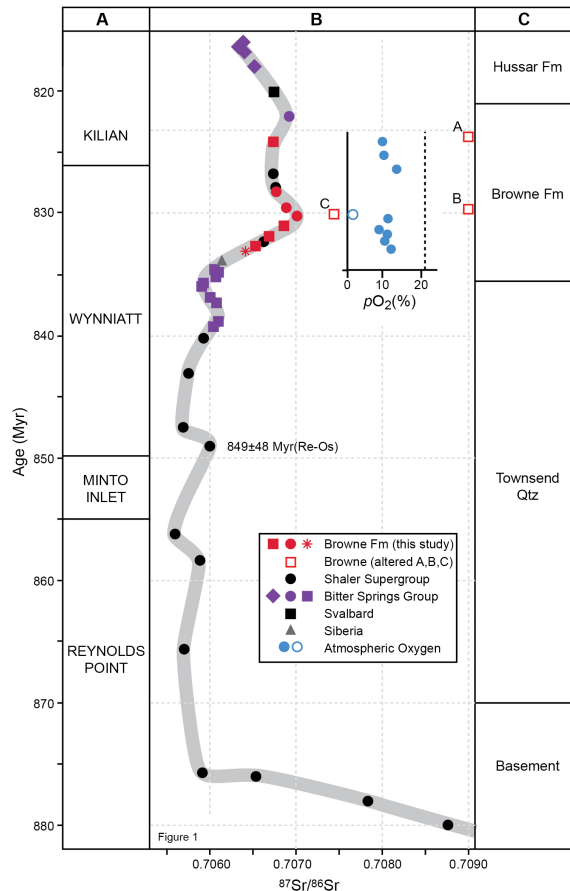 A
B
C
820
830
840
850
860
870
880
Age (Myr)
KILIAN
WYNNIATT
MINTO
INLET
REYNOLDS
POINT
A
B
C
0
10
20
pO₂(%)
849±48 Myr(Re-Os)
Browne Fm (this study)
Browne (altered A,B,C)
Shaler Supergroup
Bitter Springs Group
Svalbard
Siberia
Atmospheric Oxygen
Figure 1
0.7060
0.7070
0.7080
0.7090
⁸⁷Sr/⁸⁶Sr
Hussar Fm
Browne Fm
Townsend
Qtz
Basement